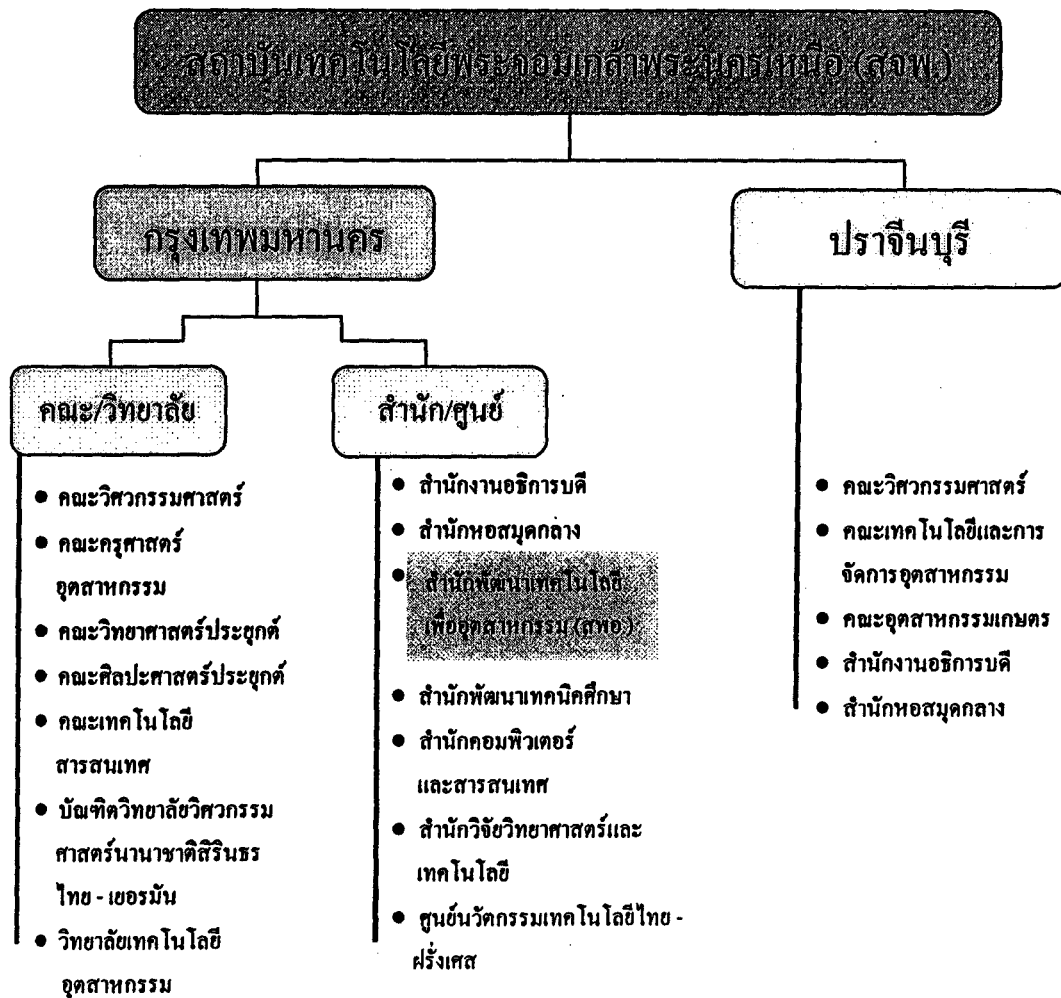 สถาบันเทคโนโลยีพระจอมเกล้าพระนครเหนือ (สจพ.)
กรุงเทพมหานคร
ปราจีนบุรี
คณะ/วิทยาลัย
สำนัก/ศูนย์
● คณะวิศวกรรมศาสตร์
● คณะครุศาสตร์
อุตสาหกรรม
● คณะวิทยาศาสตร์ประยุกต์
● คณะศิลปะศาสตร์ประยุกต์
● คณะเทคโนโลยี
สารสนเทศ
● บัณฑิตวิทยาลัยวิศวกรรม
ศาสตร์นานาชาติสิรินธร
ไทย - เยอรมัน
● วิทยาลัยเทคโนโลยี
อุตสาหกรรม
● สำนักงานอธิการบดี
● สำนักหอสมุดกลาง
● สำนักพัฒนาเทคโนโลยี
เพื่ออุตสาหกรรม (สพอ.)
● สำนักพัฒนาเทคนิคศึกษา
● สำนักคอมพิวเตอร์
และสารสนเทศ
● สำนักวิจัยวิทยาศาสตร์และ
เทคโนโลยี
● ศูนย์นวัตกรรมเทคโนโลยีไทย -
ฝรั่งเศส
● คณะวิศวกรรมศาสตร์
● คณะเทคโนโลยีและการ
จัดการอุตสาหกรรม
● คณะอุตสาหกรรมเกษตร
● สำนักงานอธิการบดี
● สำนักหอสมุดกลาง